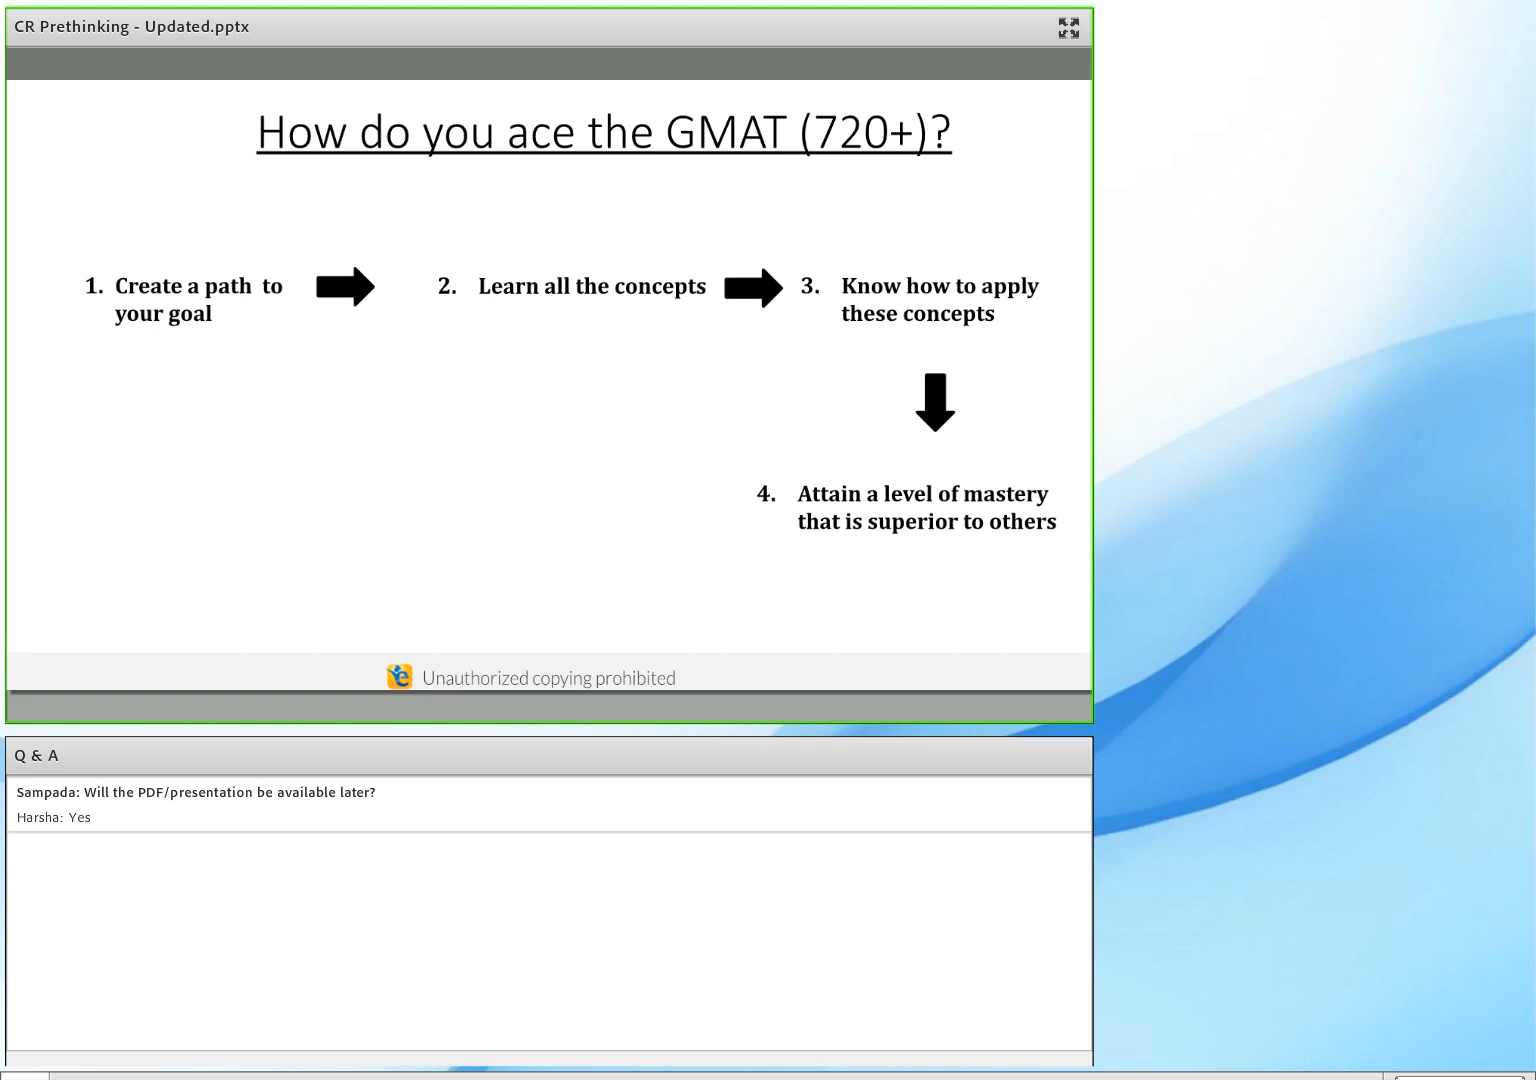 CR Prethinking - Updated.pptx
How do you ace the GMAT (720+)?
1. Create a path to
your goal
2. Learn all the concepts
3. Know how to apply
these concepts
4. Attain a level of mastery
that is superior to others
Unauthorized copying prohibited
Q & A
Sampada: Will the PDF/presentation be available later?
Harsha: Yes